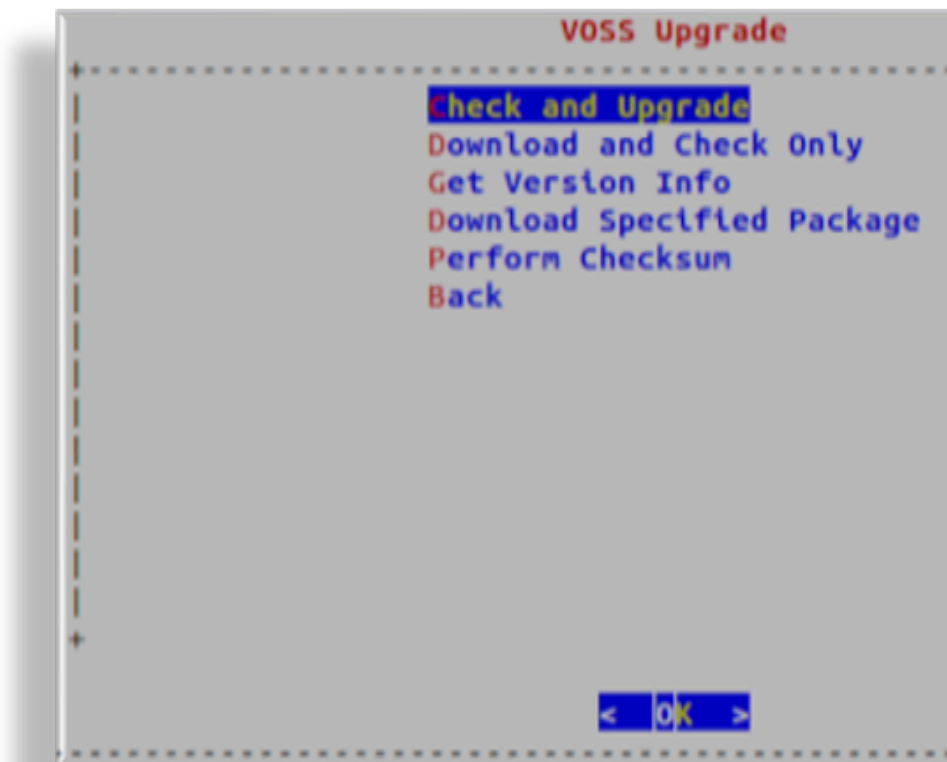 VOSS Upgrade
Check and Upgrade
Download and Check Only
Get Version Info
Download Specified Package
Perform Checksum
Back
< OK >